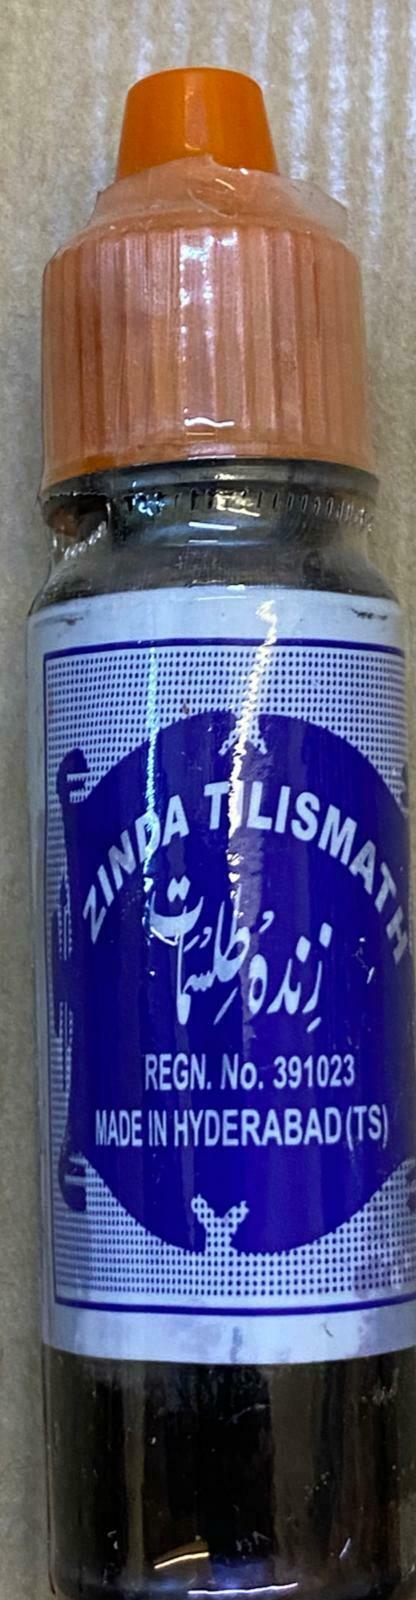 ZINDA TILISMATH
زندہ طلسمات
REGN. No. 391023
MADE IN HYDERABAD (TS)